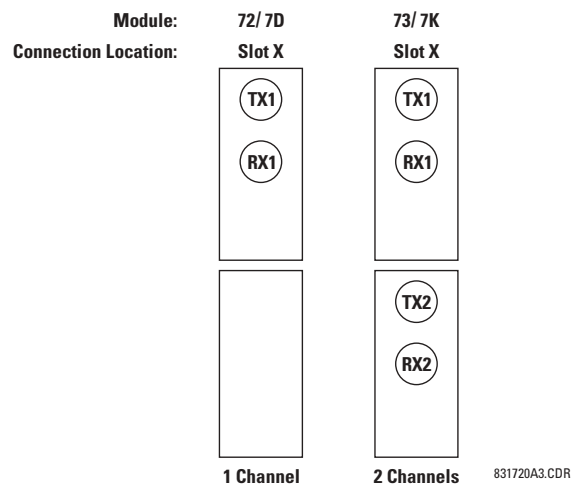 Module: 72/ 7D 73/ 7K
Connection Location: Slot X Slot X
TX1 TX1
RX1 RX1
TX2
RX2
1 Channel 2 Channels 831720A3.CDR